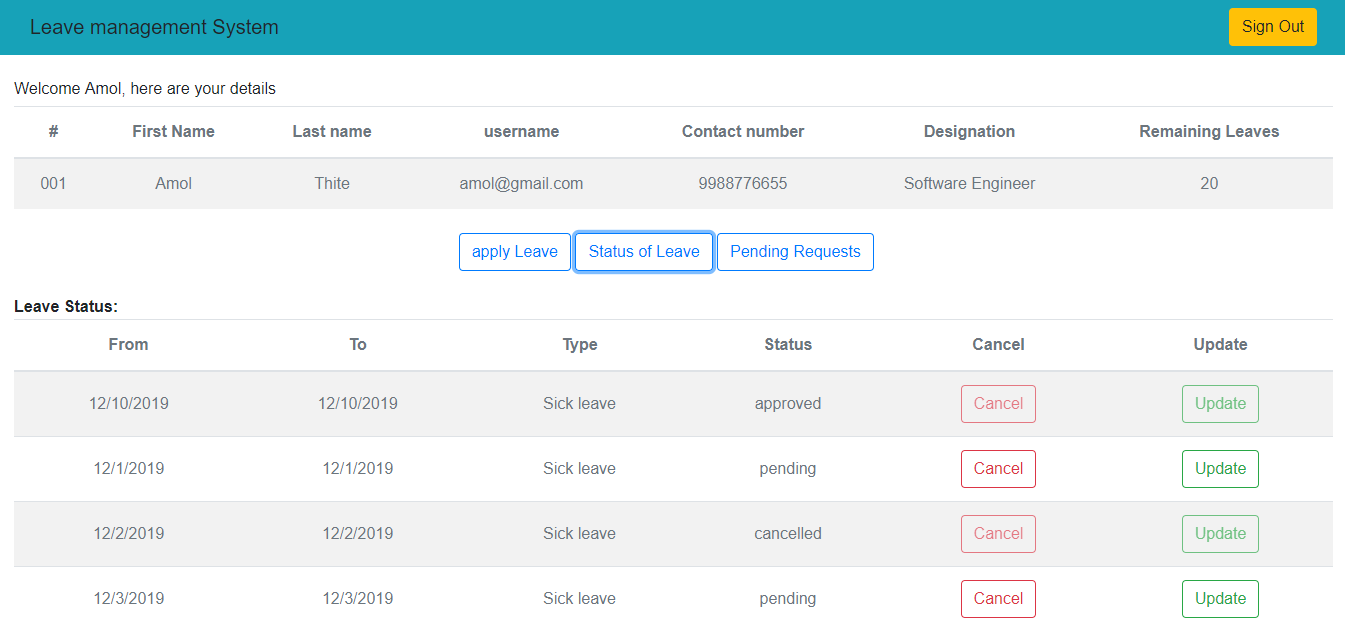 Leave management System Sign Out
Welcome Amol, here are your details
# First Name Last name username Contact number Designation Remaining Leaves
001 Amol Thite amol@gmail.com 9988776655 Software Engineer 20
apply Leave Status of Leave Pending Requests
Leave Status:
From To Type Status Cancel Update
12/10/2019 12/10/2019 Sick leave approved Cancel Update
12/1/2019 12/1/2019 Sick leave pending Cancel Update
12/2/2019 12/2/2019 Sick leave cancelled Cancel Update
12/3/2019 12/3/2019 Sick leave pending Cancel Update